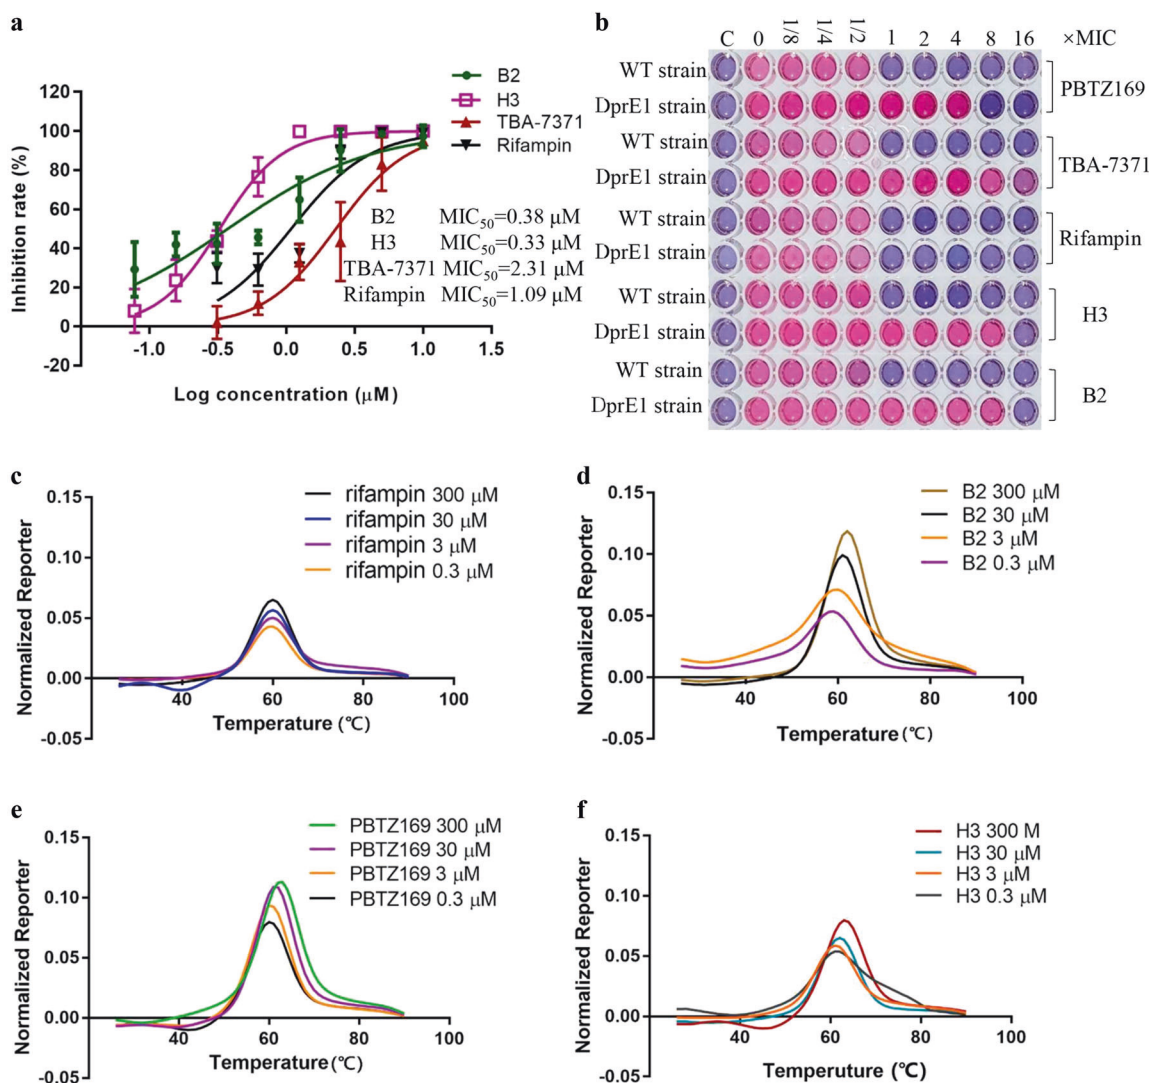 a
B2
H3
TBA-7371
Rifampin
120
100
80
60
40
20
0
-20
-1.0
-0.5
0.0
0.5
1.0
1.5
Inhibition rate (%)
Log concentration (μM)
B2 MIC50=0.38 μM
H3 MIC50=0.33 μM
TBA-7371 MIC50=2.31 μM
Rifampin MIC50=1.09 μM
b
C 0 1/8 1/4 1/2 1 2 4 8 16 ×MIC
WT strain
DprE1 strain
PBTZ169
WT strain
DprE1 strain
TBA-7371
WT strain
DprE1 strain
Rifampin
WT strain
DprE1 strain
H3
WT strain
DprE1 strain
B2
c
rifampin 300 μM
rifampin 30 μM
rifampin 3 μM
rifampin 0.3 μM
0.15
0.10
0.05
0.00
-0.05
40
60
80
100
Normalized Reporter
Temperature (℃)
d
B2 300 μM
B2 30 μM
B2 3 μM
B2 0.3 μM
0.15
0.10
0.05
0.00
-0.05
40
60
80
100
Normalized Reporter
Temperature (℃)
e
PBTZ169 300 μM
PBTZ169 30 μM
PBTZ169 3 μM
PBTZ169 0.3 μM
0.15
0.10
0.05
0.00
-0.05
40
60
80
100
Normalized Reporter
Temperature (℃)
f
H3 300 M
H3 30 μM
H3 3 μM
H3 0.3 μM
0.15
0.10
0.05
0.00
-0.05
40
60
80
100
Normalized Reporter
Temperuture (℃)